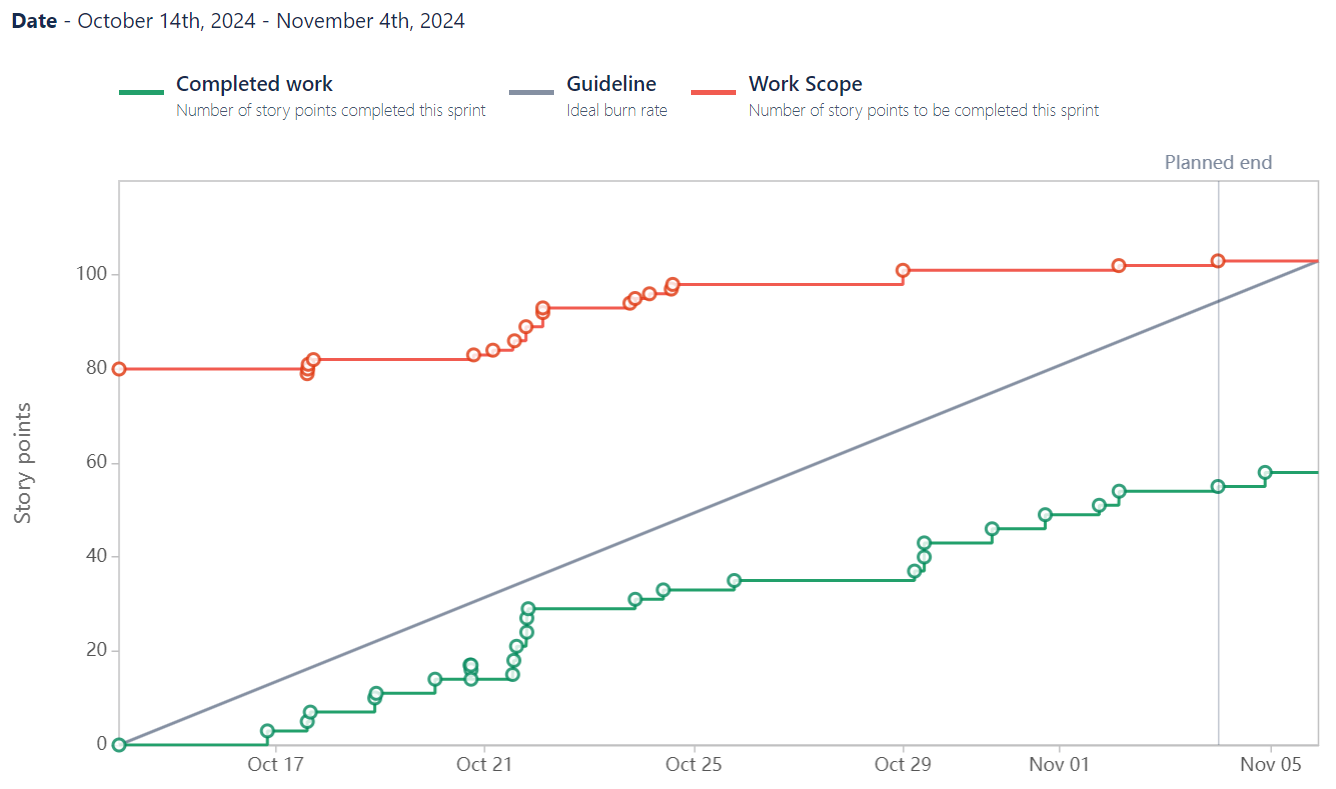 Date - October 14th, 2024 - November 4th, 2024
Completed work
Number of story points completed this sprint
Guideline
Ideal burn rate
Work Scope
Number of story points to be completed this sprint
Planned end
Story points
100
80
60
40
20
0
Oct 17
Oct 21
Oct 25
Oct 29
Nov 01
Nov 05